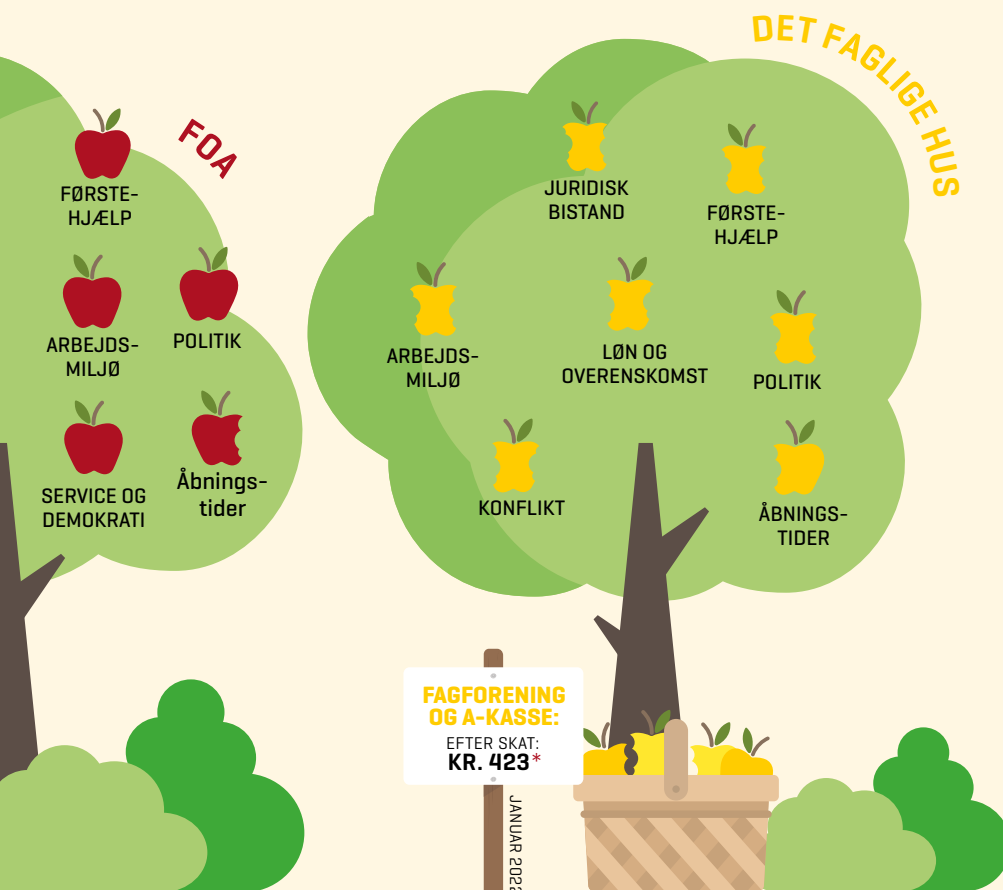 FOA
FØRSTE-
HJÆLP
ARBEJDS-
MILJØ
POLITIK
SERVICE OG
DEMOKRATI
Åbnings-
tider
DET FAGLIGE HUS
JURIDISK
BISTAND
FØRSTE-
HJÆLP
ARBEJDS-
MILJØ
LØN OG
OVERENSKOMST
POLITIK
KONFLIKT
ÅBNINGS-
TIDER
FAGFORENING
OG A-KASSE:
EFTER SKAT:
KR. 423*
JANUAR